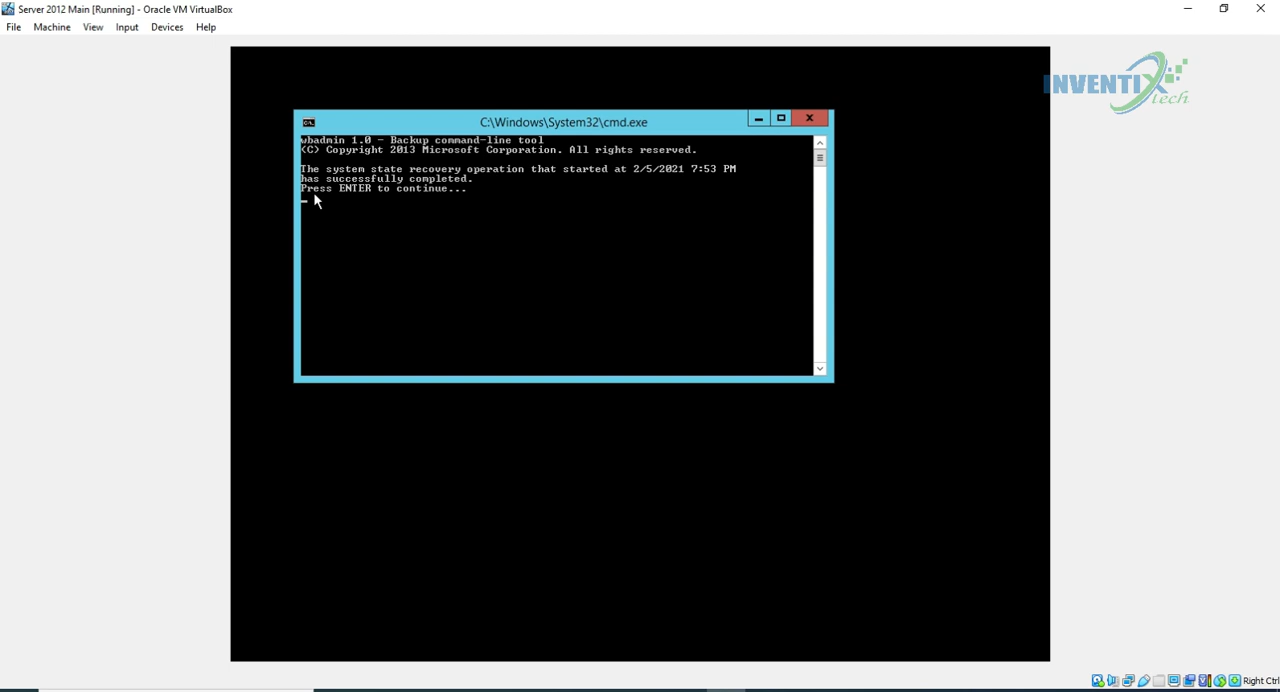 Server 2012 Main [Running] - Oracle VM VirtualBox
File Machine View Input Devices Help
INVENTIX
tech
C:\Windows\System32\cmd.exe
wbadmin 1.0 - Backup command-line tool
(C) Copyright 2013 Microsoft Corporation. All rights reserved.
The system state recovery operation that started at 2/5/2021 7:53 PM
has successfully completed.
Press ENTER to continue...
Right Ctrl